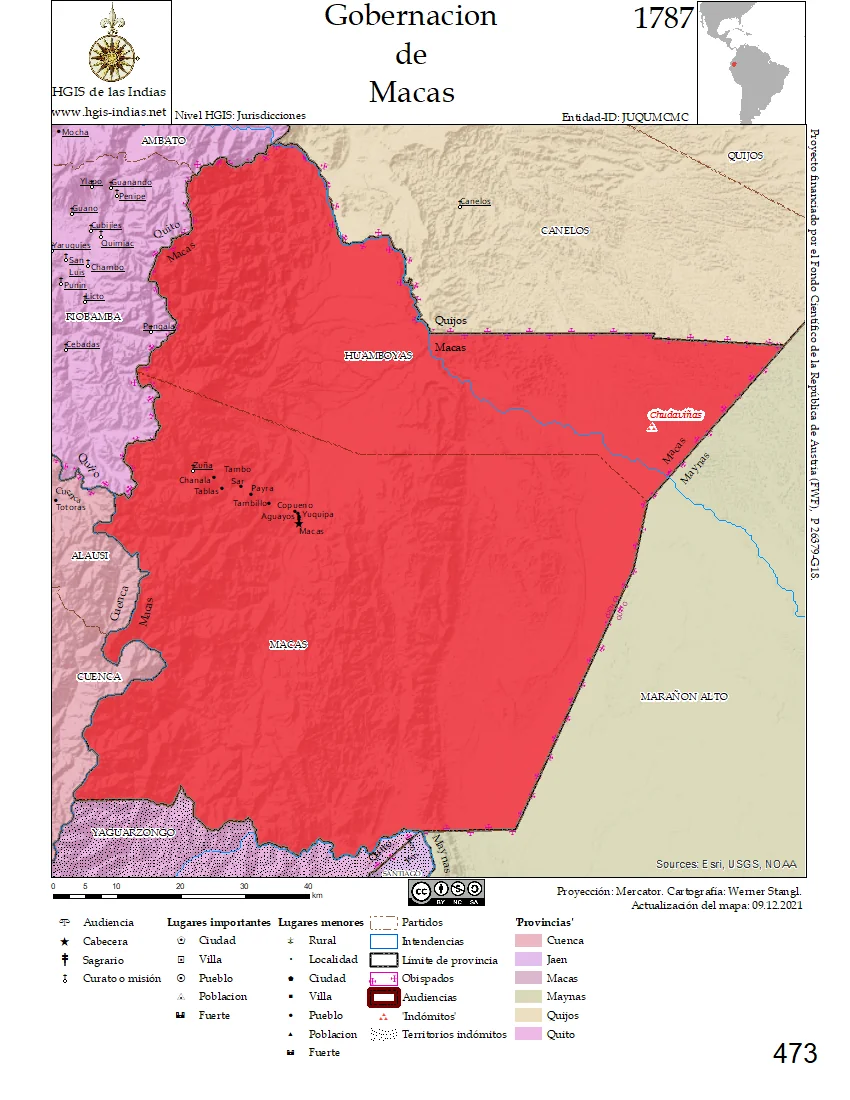 Gobernacion
de
Macas
1787
HGIS de las Indias
www.hgis-indias.net
Nivel HGIS: Jurisdicciones
Entidad-ID: JUQUMCMC
Proyecto financiado por el Fondo Científico de la República de Austria (FWF), P 26379-G18.
Mocha
AMBATO
QUIJOS
Guanando
Penipe
Guano
Canelos
Cubijies
Quito
CANELOS
Yaruquies
Quimiac
Macas
San
Luis
Chambo
Punin
Licto
RIOBAMBA
Pungala
Quijos
Cebadas
Macas
HUAMBOYAS
Chudaviñas
Macas
Maynas
Quito
Zuña
Tambo
Chanala
Sar
Tablas
Payra
Cuenca
Totoras
Tambillo
Copueno
Aguayos
Yuquipa
Macas
ALAUSI
Cuenca
Macas
MACAS
CUENCA
MARAÑON ALTO
YAGUARZONGO
Maynas
SANTIAGO
Sources: Esri, USGS, NOAA
0 5 10 20 30 40
km
CC BY NC SA
Proyección: Mercator. Cartografía: Werner Stangl.
Actualización del mapa: 09.12.2021
Audiencia
Cabecera
Sagrario
Curato o misión
Lugares importantes
Ciudad
Villa
Pueblo
Poblacion
Fuerte
Lugares menores
Rural
Localidad
Ciudad
Villa
Pueblo
Poblacion
Fuerte
Partidos
Intendencias
Límite de provincia
Obispados
Audiencias
'Indómitos'
Territorios indómitos
'Provincias'
Cuenca
Jaen
Macas
Maynas
Quijos
Quito
473